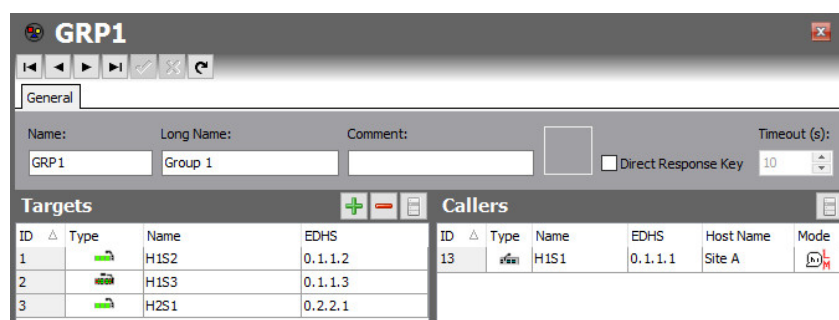 GRP1
General
Name: Long Name: Comment: Timeout (s):
GRP1 Group 1 Direct Response Key 10
Targets Callers
ID Type Name EDHS ID Type Name EDHS Host Name Mode
1 H1S2 0.1.1.2 13 H1S1 0.1.1.1 Site A L M
2 H1S3 0.1.1.3
3 H2S1 0.2.2.1